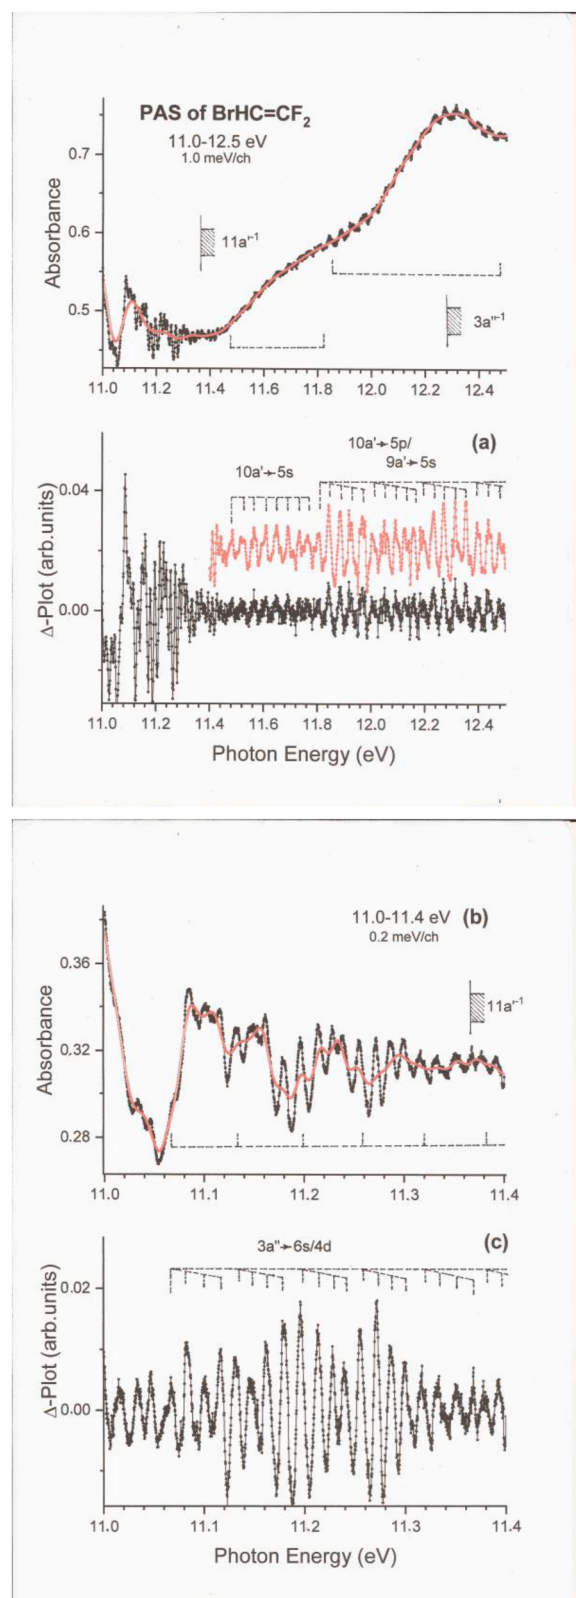 PAS of BrHC=CF₂
11.0-12.5 eV
1.0 meV/ch
0.7
0.6
0.5
Absorbance
11a'⁻¹
3a"⁻¹
11.0 11.2 11.4 11.6 11.8 12.0 12.2 12.4
10a'→5p/
9a'→5s
(a)
10a'→5s
0.04
0.00
Δ-Plot (arb.units)
11.0 11.2 11.4 11.6 11.8 12.0 12.2 12.4
Photon Energy (eV)
11.0-11.4 eV (b)
0.2 meV/ch
0.36
0.32
0.28
Absorbance
11a'⁻¹
11.0 11.1 11.2 11.3 11.4
3a"→6s/4d
(c)
0.02
0.00
Δ-Plot (arb.units)
11.0 11.1 11.2 11.3 11.4
Photon Energy (eV)